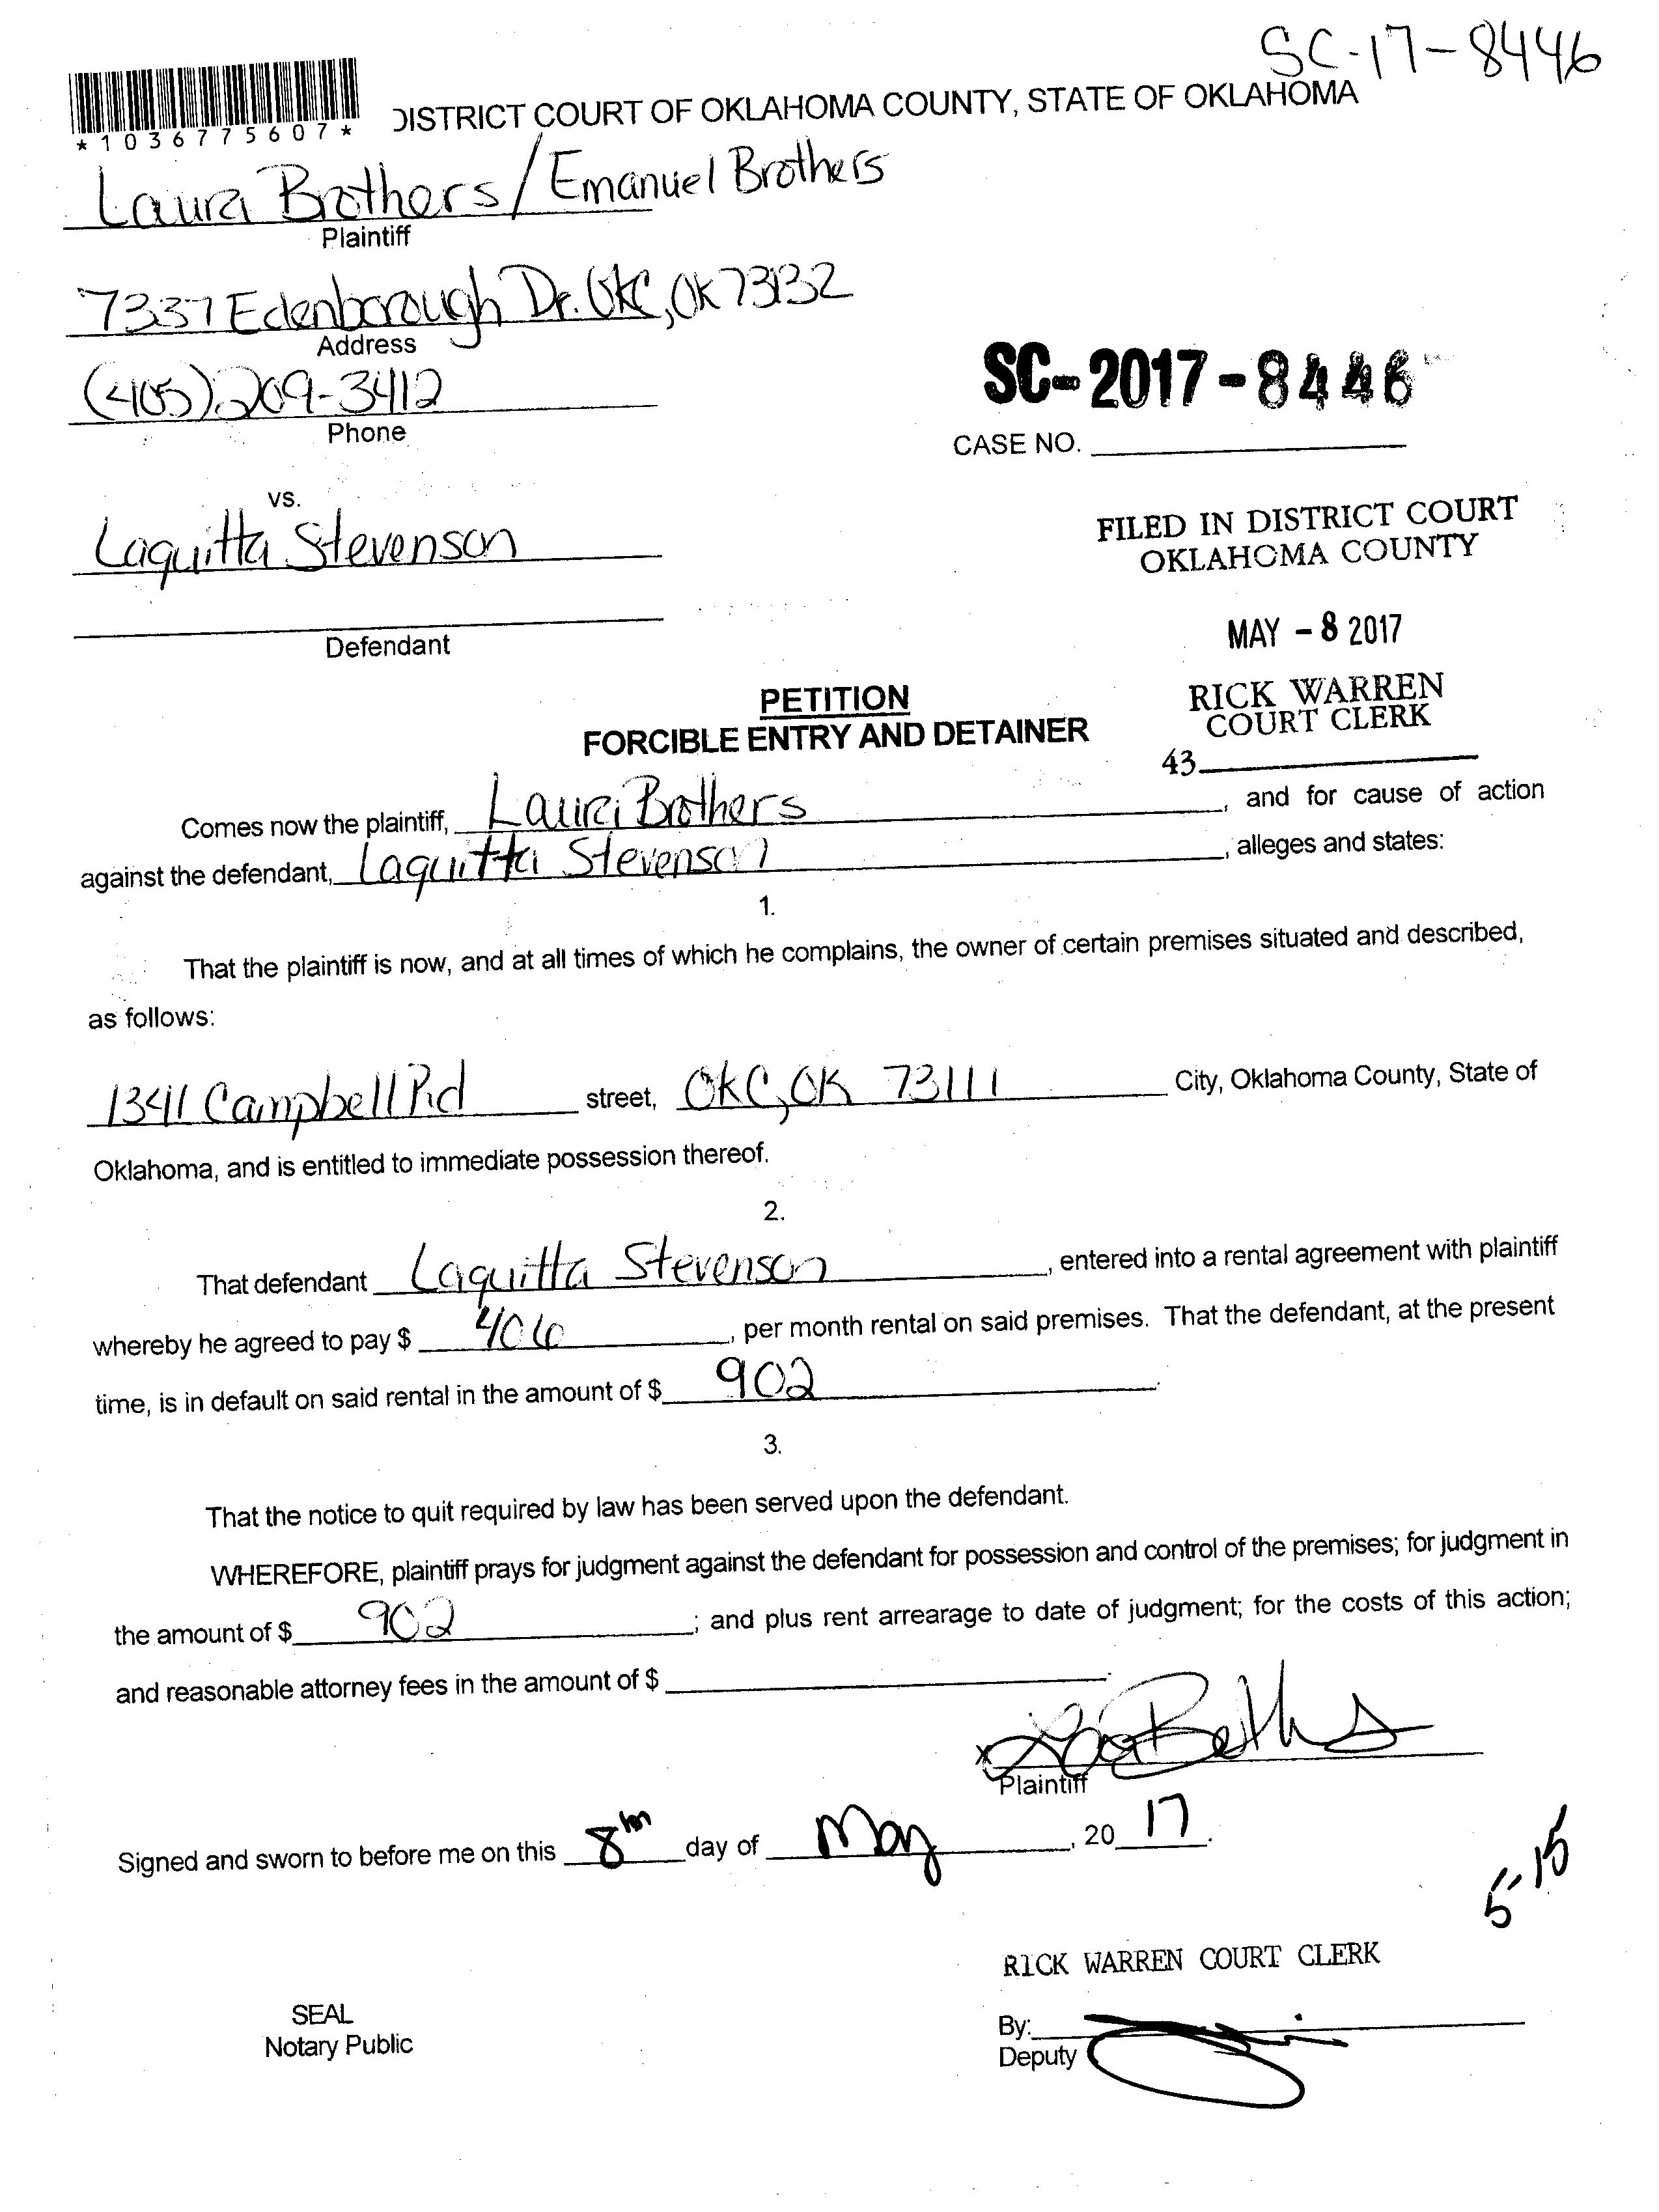 SC-17-8446
*1036775607*
DISTRICT COURT OF OKLAHOMA COUNTY, STATE OF OKLAHOMA
Laura Brothers/Emanuel Brothers
Plaintiff
7337 Edenborough Dr. OKC, OK 73132
Address
(405) 209-3412
Phone
SC-2017-8446
CASE NO.
vs.
Laquitta Stevenson
Defendant
FILED IN DISTRICT COURT
OKLAHOMA COUNTY
MAY -8 2017
RICK WARREN
COURT CLERK
43
PETITION
FORCIBLE ENTRY AND DETAINER
Comes now the plaintiff, Laura Brothers, and for cause of action
against the defendant, Laquitta Stevenson, alleges and states:
1.
That the plaintiff is now, and at all times of which he complains, the owner of certain premises situated and described,
as follows:
1341 Campbell Rd street, OKC, OK 73111 City, Oklahoma County, State of
Oklahoma, and is entitled to immediate possession thereof.
2.
That defendant Laquitta Stevenson, entered into a rental agreement with plaintiff
whereby he agreed to pay $ 406, per month rental on said premises. That the defendant, at the present
time, is in default on said rental in the amount of $ 902.
3.
That the notice to quit required by law has been served upon the defendant.
WHEREFORE, plaintiff prays for judgment against the defendant for possession and control of the premises; for judgment in
the amount of $ 902; and plus rent arrearage to date of judgment; for the costs of this action;
and reasonable attorney fees in the amount of $ .
x
Plaintiff
Signed and sworn to before me on this 8th day of May, 20 17.
5-15
RICK WARREN COURT CLERK
SEAL
Notary Public
By:
Deputy